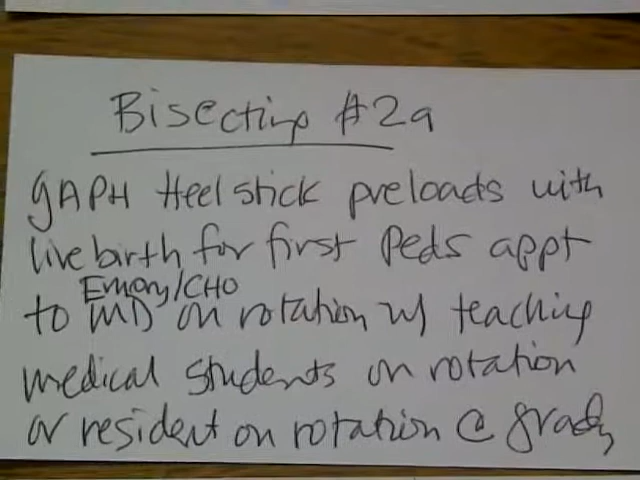 Bisecting #2a
gAPH Heel stick preloads with
live birth for first Peds appt
Emory/CHO
to MD on rotation w/ teaching
medical students on rotation
or resident on rotation @ grady